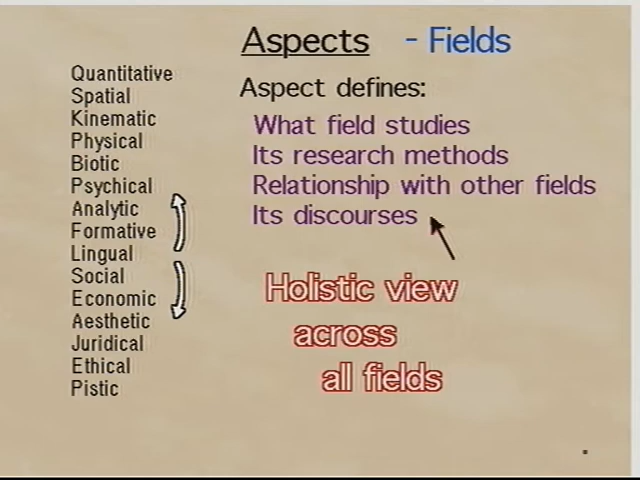 Aspects - Fields
Quantitative
Spatial
Kinematic
Physical
Biotic
Psychical
Analytic
Formative
Lingual
Social
Economic
Aesthetic
Juridical
Ethical
Pistic
Aspect defines:
What field studies
Its research methods
Relationship with other fields
Its discourses
Holistic view
across
all fields